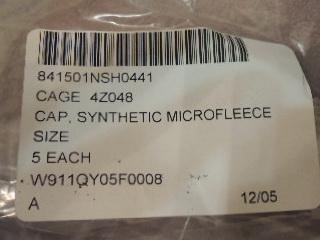 841501NSH0441
CAGE 4Z048
CAP, SYNTHETIC MICROFLEECE
SIZE
5 EACH
W911QY05F0008
A 12/05